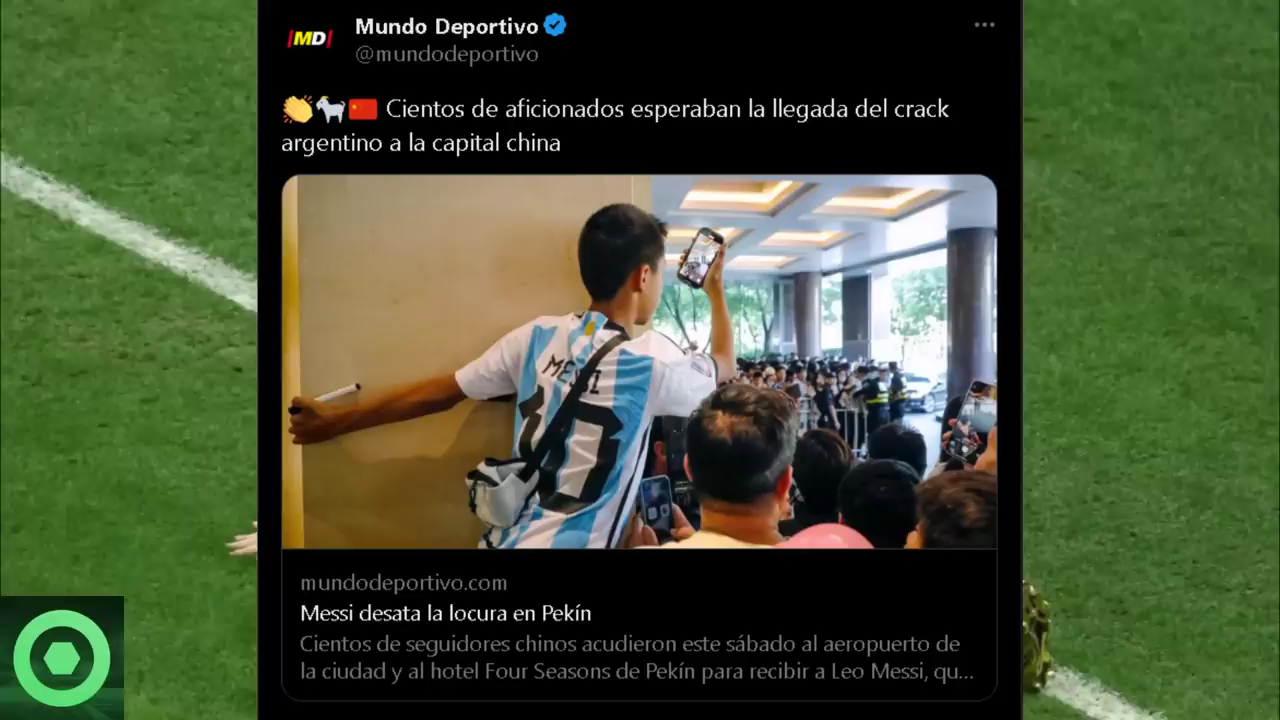 MD
Mundo Deportivo
@mundodeportivo
Cientos de aficionados esperaban la llegada del crack
argentino a la capital china
MESSI
10
mundodeportivo.com
Messi desata la locura en Pekín
Cientos de seguidores chinos acudieron este sábado al aeropuerto de
la ciudad y al hotel Four Seasons de Pekín para recibir a Leo Messi, qu...